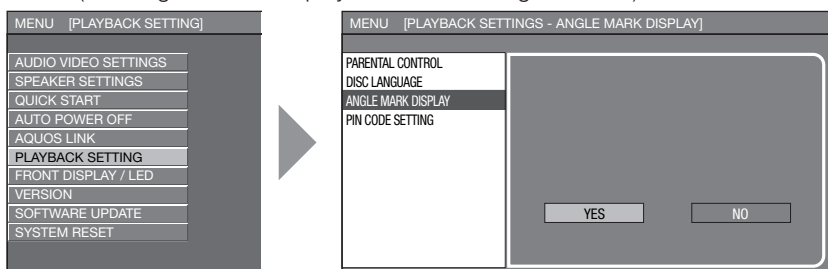 MENU [PLAYBACK SETTING]
AUDIO VIDEO SETTINGS
SPEAKER SETTINGS
QUICK START
AUTO POWER OFF
AQUOS LINK
PLAYBACK SETTING
FRONT DISPLAY / LED
VERSION
SOFTWARE UPDATE
SYSTEM RESET
MENU [PLAYBACK SETTINGS - ANGLE MARK DISPLAY]
PARENTAL CONTROL
DISC LANGUAGE
ANGLE MARK DISPLAY
PIN CODE SETTING
YES NO